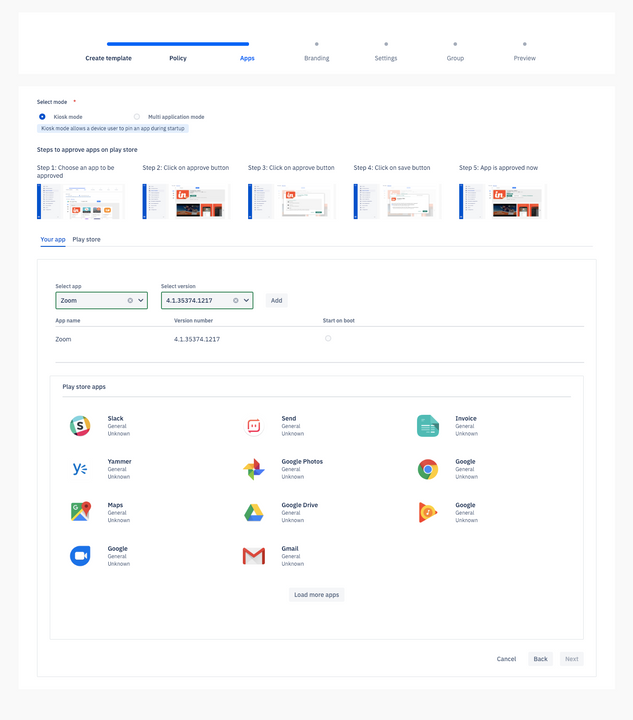 Create template
Policy
Apps
Branding
Settings
Group
Preview
Select mode *
Kiosk mode
Multi application mode
Kiosk mode allows a device user to pin an app during startup
Steps to approve apps on play store
Step 1: Choose an app to be
approved
Step 2: Click on approve button
Step 3: Click on approve button
Step 4: Click on save button
Step 5: App is approved now
Your app
Play store
Select app
Select version
Zoom
4.1.35374.1217
Add
App name
Version number
Start on boot
Zoom
4.1.35374.1217
Play store apps
Slack
General
Unknown
Send
General
Unknown
Invoice
General
Unknown
Yammer
General
Unknown
Google Photos
General
Unknown
Google
General
Unknown
Maps
General
Unknown
Google Drive
General
Unknown
Google
General
Unknown
Google
General
Unknown
Gmail
General
Unknown
Load more apps
Cancel
Back
Next